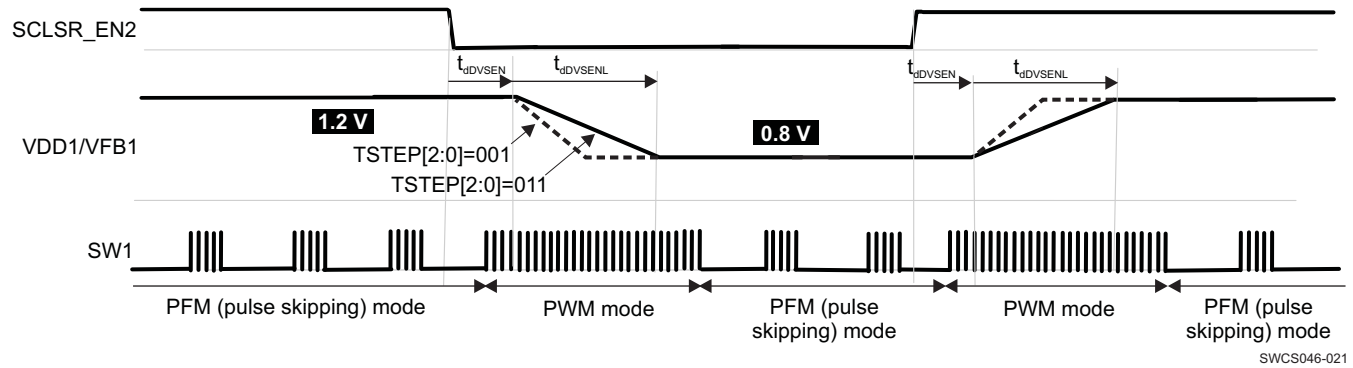 SCLSR_EN2
tdDVSEN
tdDVSENL
tdDVSEN
tdDVSENL
1.2 V
0.8 V
VDD1/VFB1
TSTEP[2:0]=001
TSTEP[2:0]=011
SW1
PFM (pulse skipping) mode
PWM mode
PFM (pulse
skipping) mode
PWM mode
PFM (pulse
skipping) mode
SWCS046-021